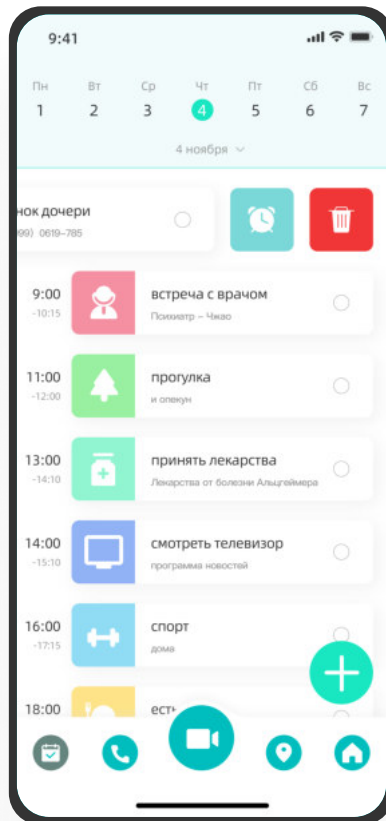 9:41
Пн Вт Ср Чт Пт Сб Вс
1 2 3 4 5 6 7
4 ноября
нок дочери
99) 0619-785
9:00 встреча с врачом
-10:15 Психиатр - Чжао
11:00 прогулка
-12:00 и опекун
13:00 принять лекарства
-14:10 Лекарства от болезни Альцгеймера
14:00 смотреть телевизор
-15:10 программа новостей
16:00 спорт
-17:15 дома
18:00 есть